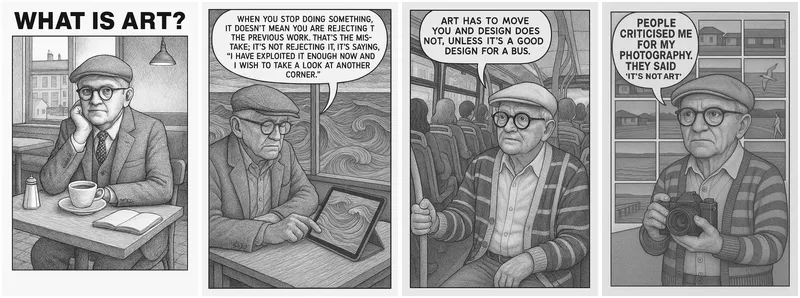 WHAT IS ART?
WHEN YOU STOP DOING SOMETHING,
IT DOESN'T MEAN YOU ARE REJECTING T
THE PREVIOUS WORK. THAT'S THE MIS-
TAKE; IT'S NOT REJECTING IT, IT'S SAYING,
"I HAVE EXPLOITED IT ENOUGH NOW AND
I WISH TO TAKE A LOOK AT ANOTHER
CORNER."
ART HAS TO MOVE
YOU AND DESIGN DOES
NOT, UNLESS IT'S A GOOD
DESIGN FOR A BUS.
PEOPLE
CRITICISED ME
FOR MY
PHOTOGRAPHY.
THEY SAID
'IT'S NOT ART'